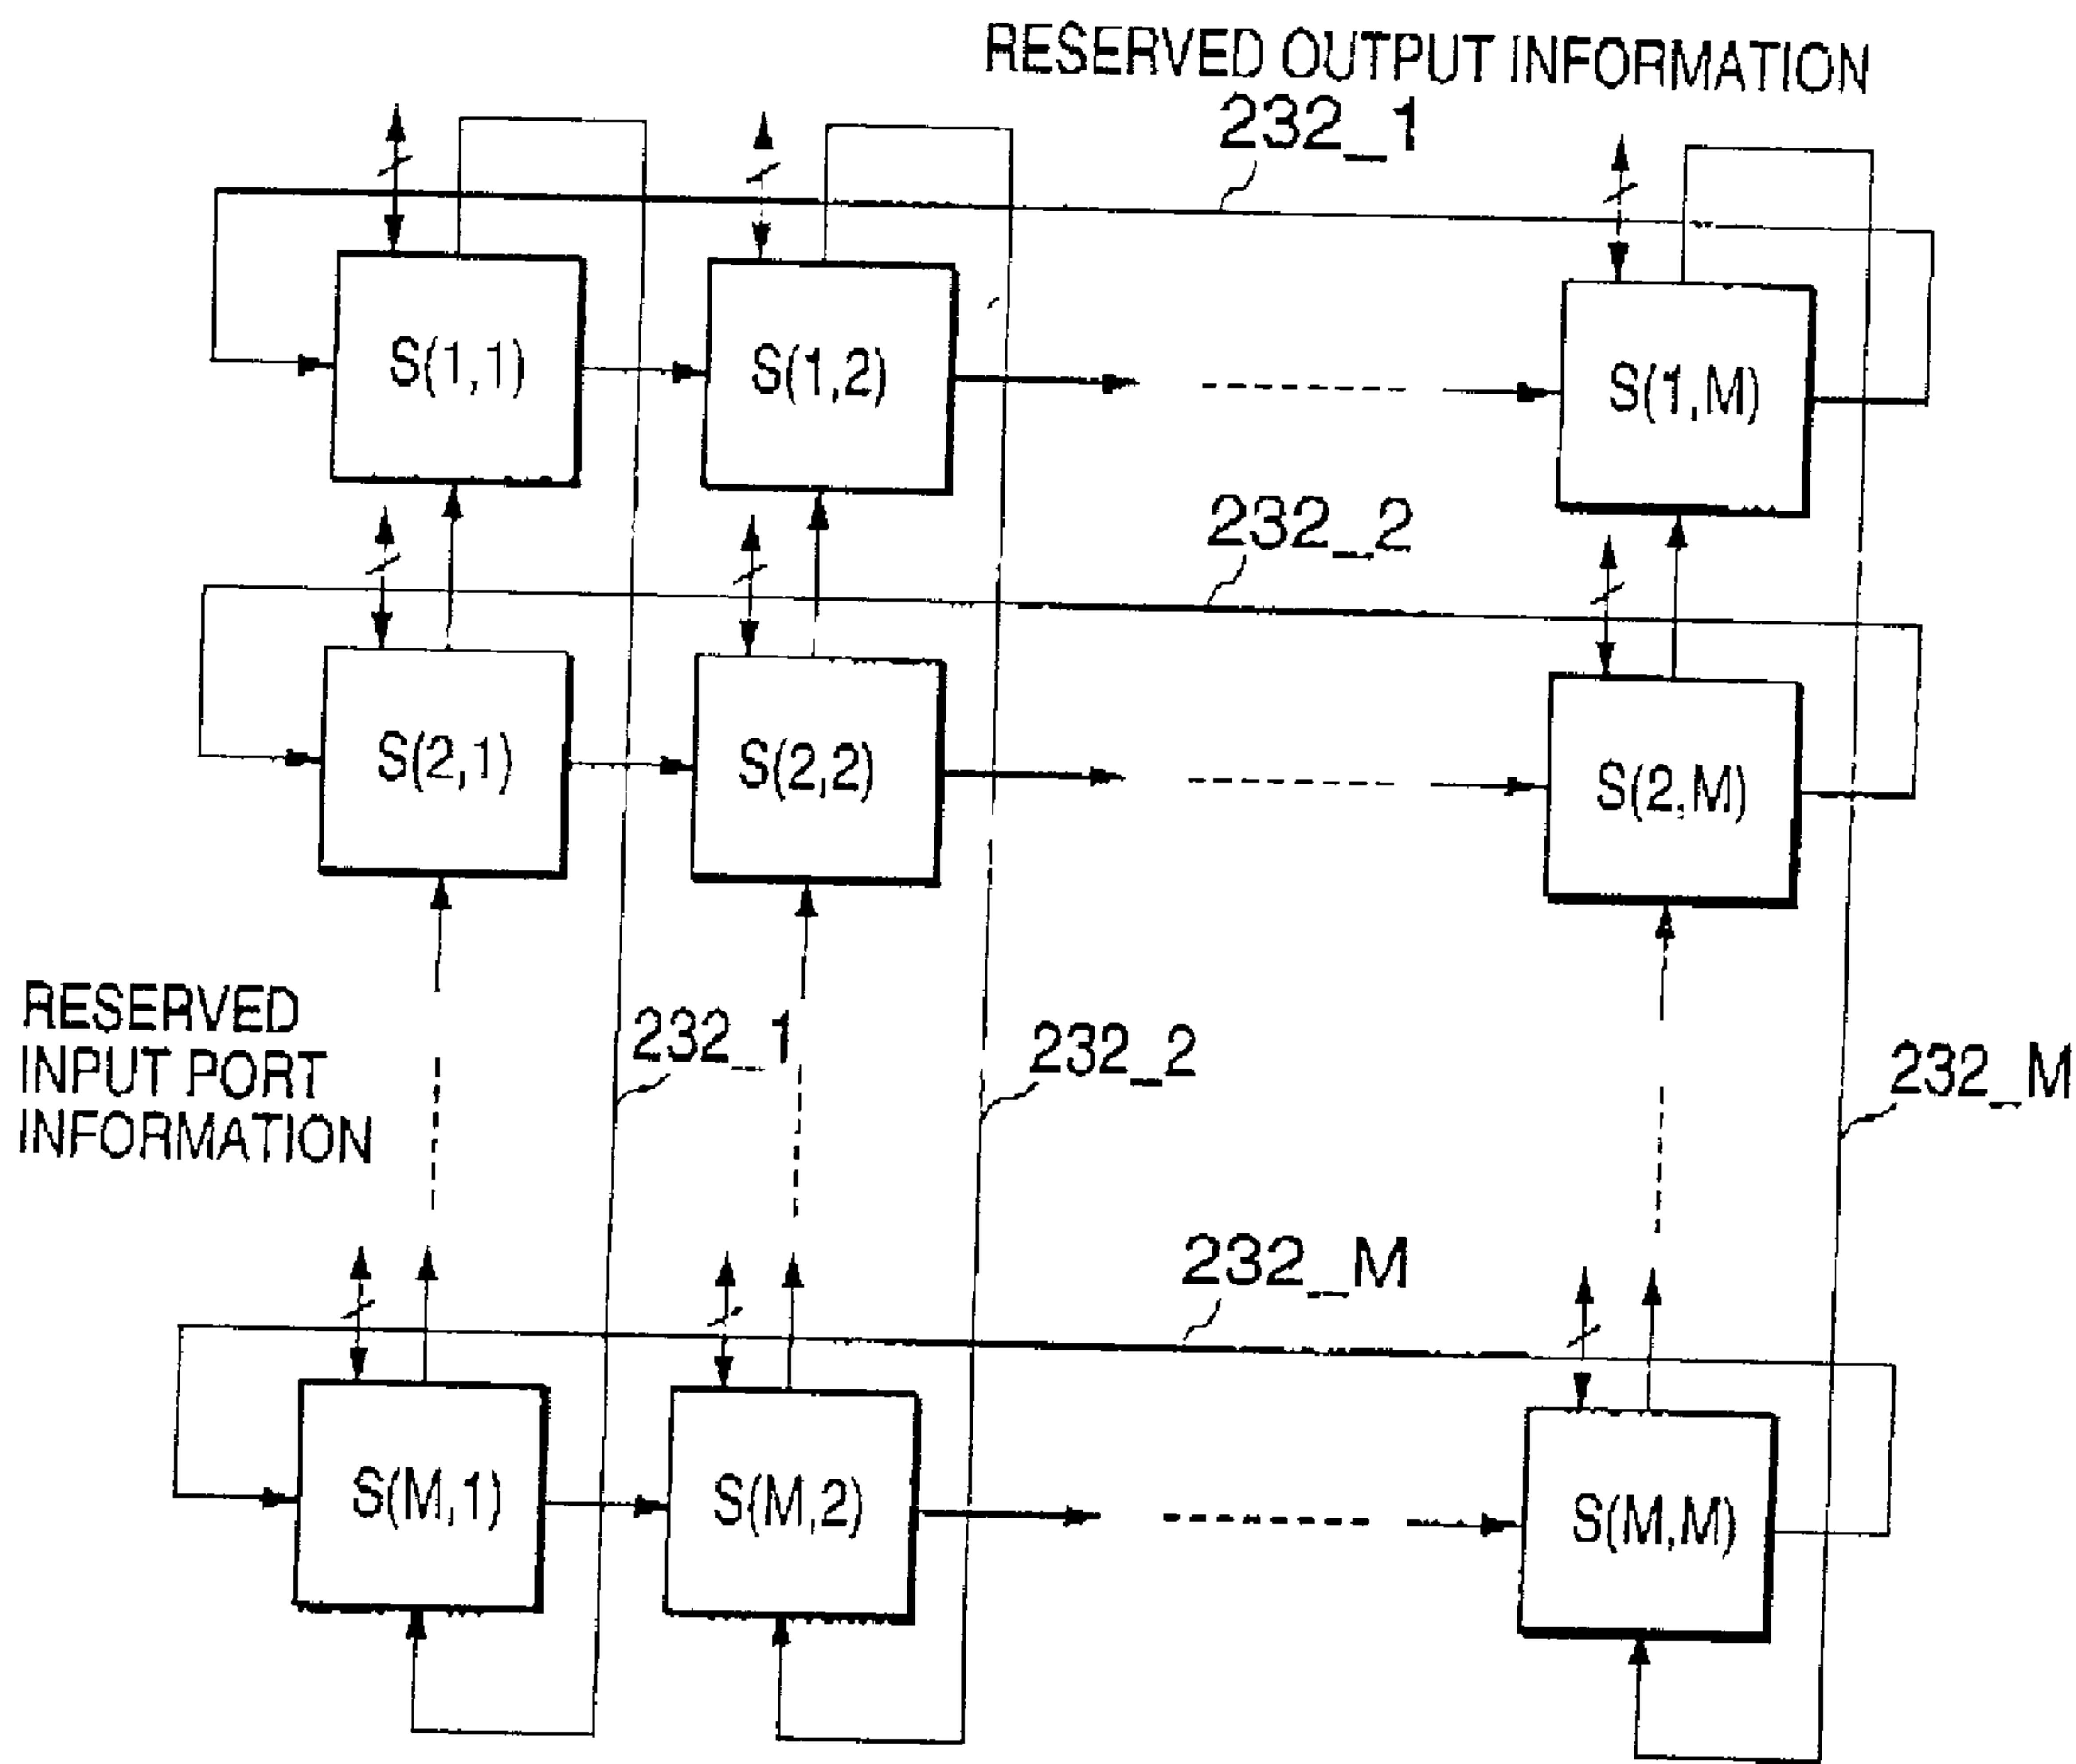 RESERVED OUTPUT INFORMATION
232_1
S(1,1)
S(1,2)
S(1,M)
232_2
S(2,1)
S(2,2)
S(2,M)
RESERVED
INPUT PORT
INFORMATION
232_1
232_2
232_M
232_M
S(M,1)
S(M,2)
S(M,M)